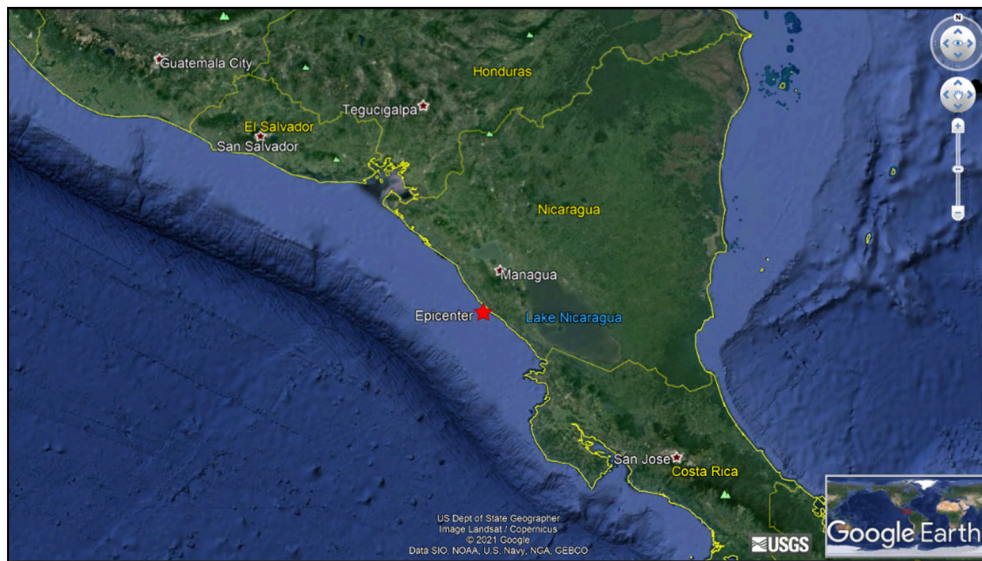 N
Guatemala City
Honduras
Tegucigalpa
El Salvador
San Salvador
Nicaragua
Managua
Epicenter
Lake Nicaragua
San Jose
Costa Rica
US Dept of State Geographer
Image Landsat / Copernicus
© 2021 Google
Data SIO, NOAA, U.S. Navy, NGA, GEBCO
USGS
Google Earth